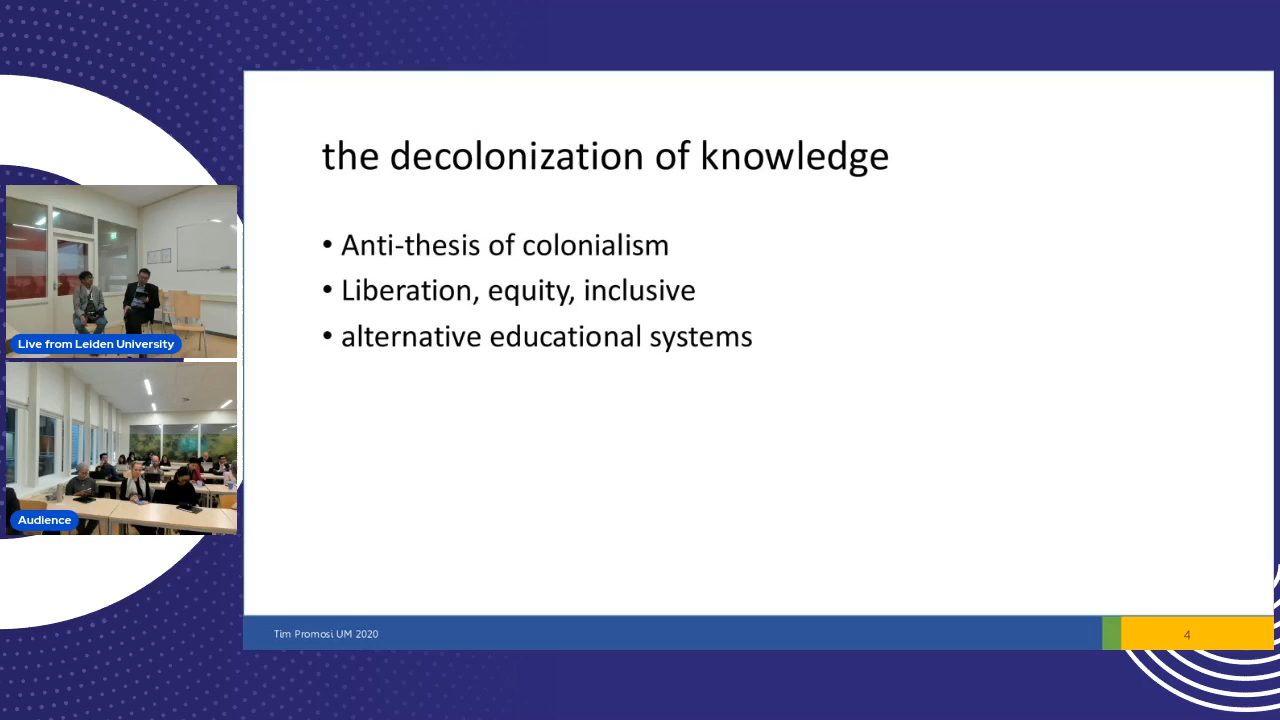 the decolonization of knowledge
• Anti-thesis of colonialism
• Liberation, equity, inclusive
• alternative educational systems
Live from Leiden University
Audience
Tim Promosi UM 2020
4